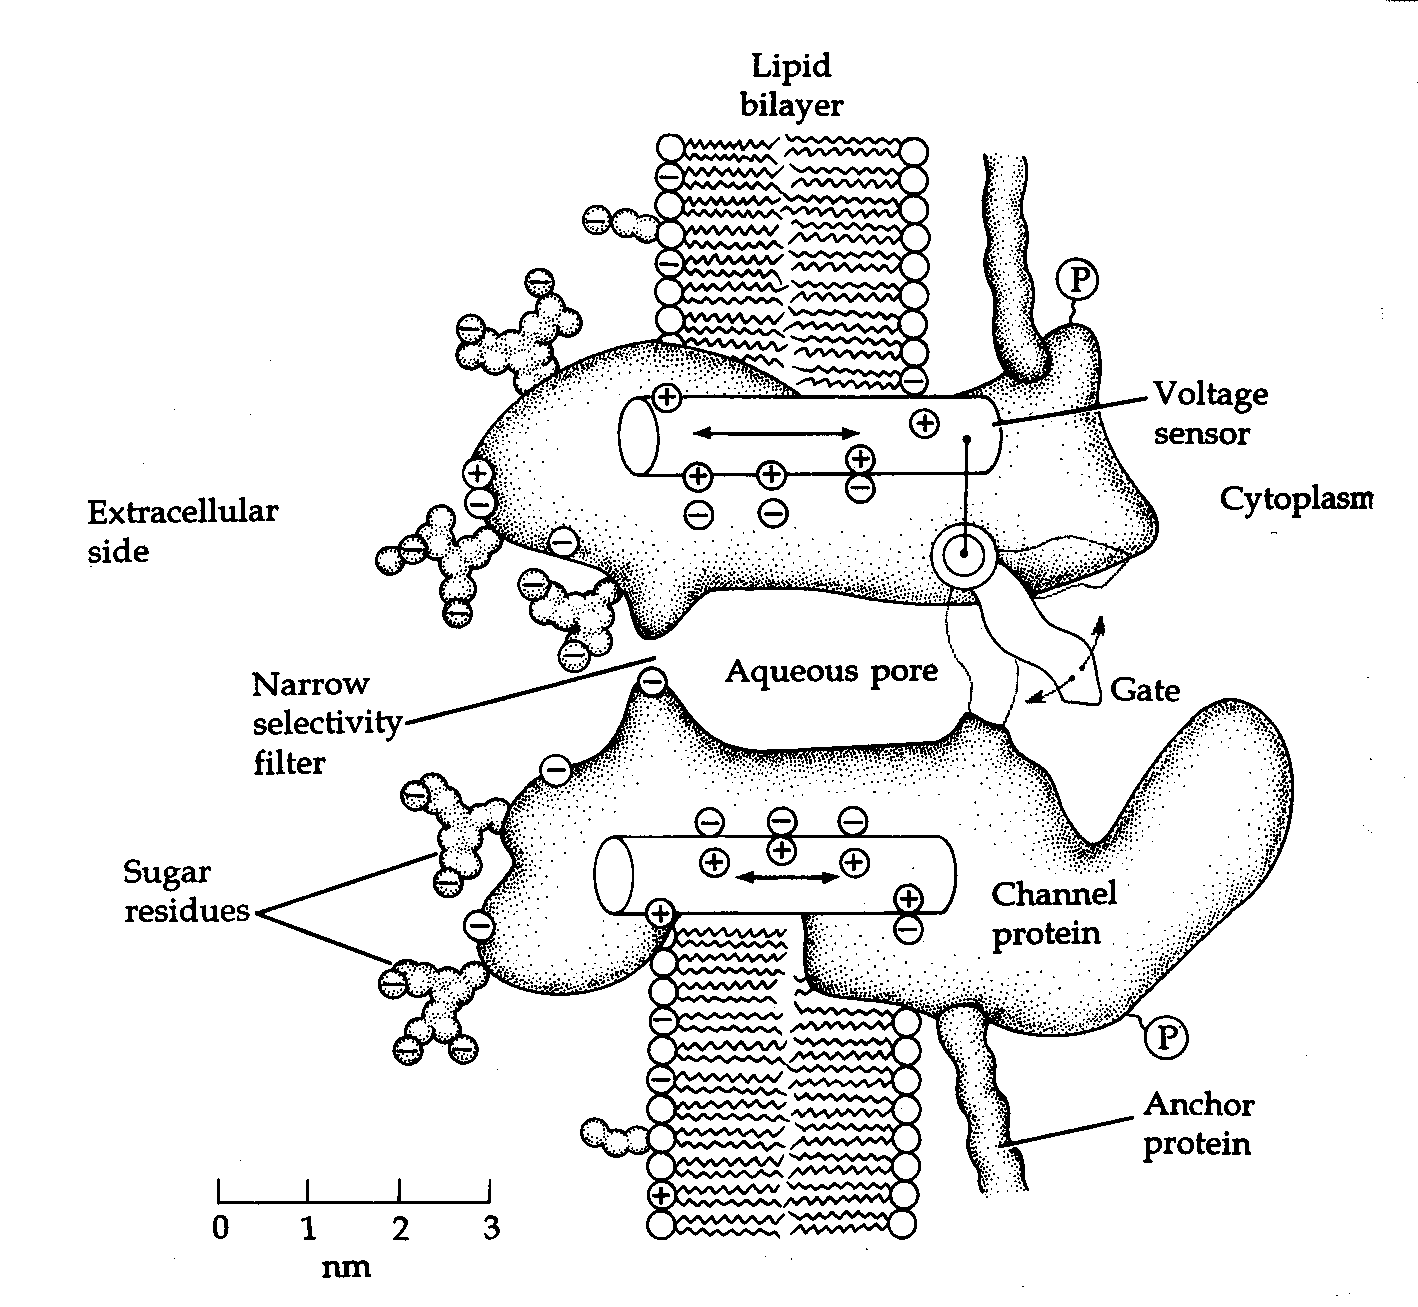 Lipid
bilayer
P
Voltage
sensor
Extracellular
side
Cytoplasm
Narrow
selectivity
filter
Aqueous pore
Gate
Sugar
residues
Channel
protein
P
Anchor
protein
0 1 2 3
nm